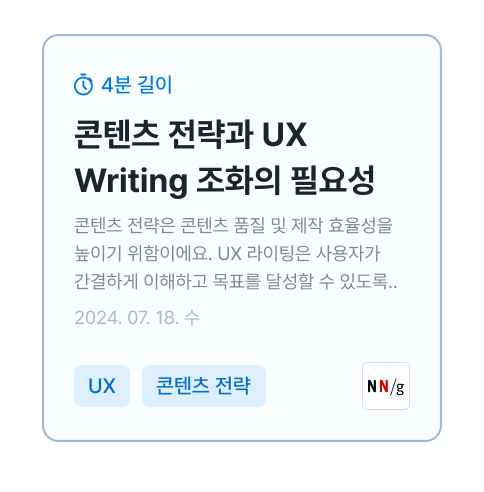 4분 길이
콘텐츠 전략과 UX
Writing 조화의 필요성
콘텐츠 전략은 콘텐츠 품질 및 제작 효율성을
높이기 위함이에요. UX 라이팅은 사용자가
간결하게 이해하고 목표를 달성할 수 있도록..
2024. 07. 18. 수
UX 콘텐츠 전략 NN/g